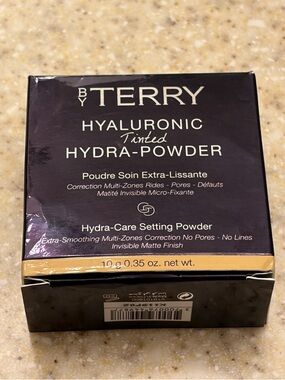 BY TERRY
HYALURONIC
Tinted
HYDRA-POWDER
Poudre Soin Extra-Lissante
Correction Multi-Zones Rides - Pores - Défauts
Matité Invisible Micro-Fixante
Hydra-Care Setting Powder
Extra-Smoothing Multi-Zones Correction No Pores - No Lines
Invisible Matte Finish
10 g 0.35 oz. net wt.